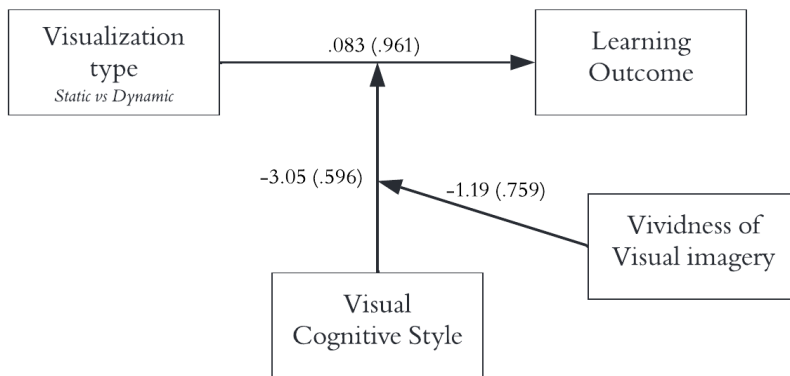 Visualization
type
Static vs Dynamic
.083 (.961)
Learning
Outcome
-3.05 (.596)
-1.19 (.759)
Vividness of
Visual imagery
Visual
Cognitive Style